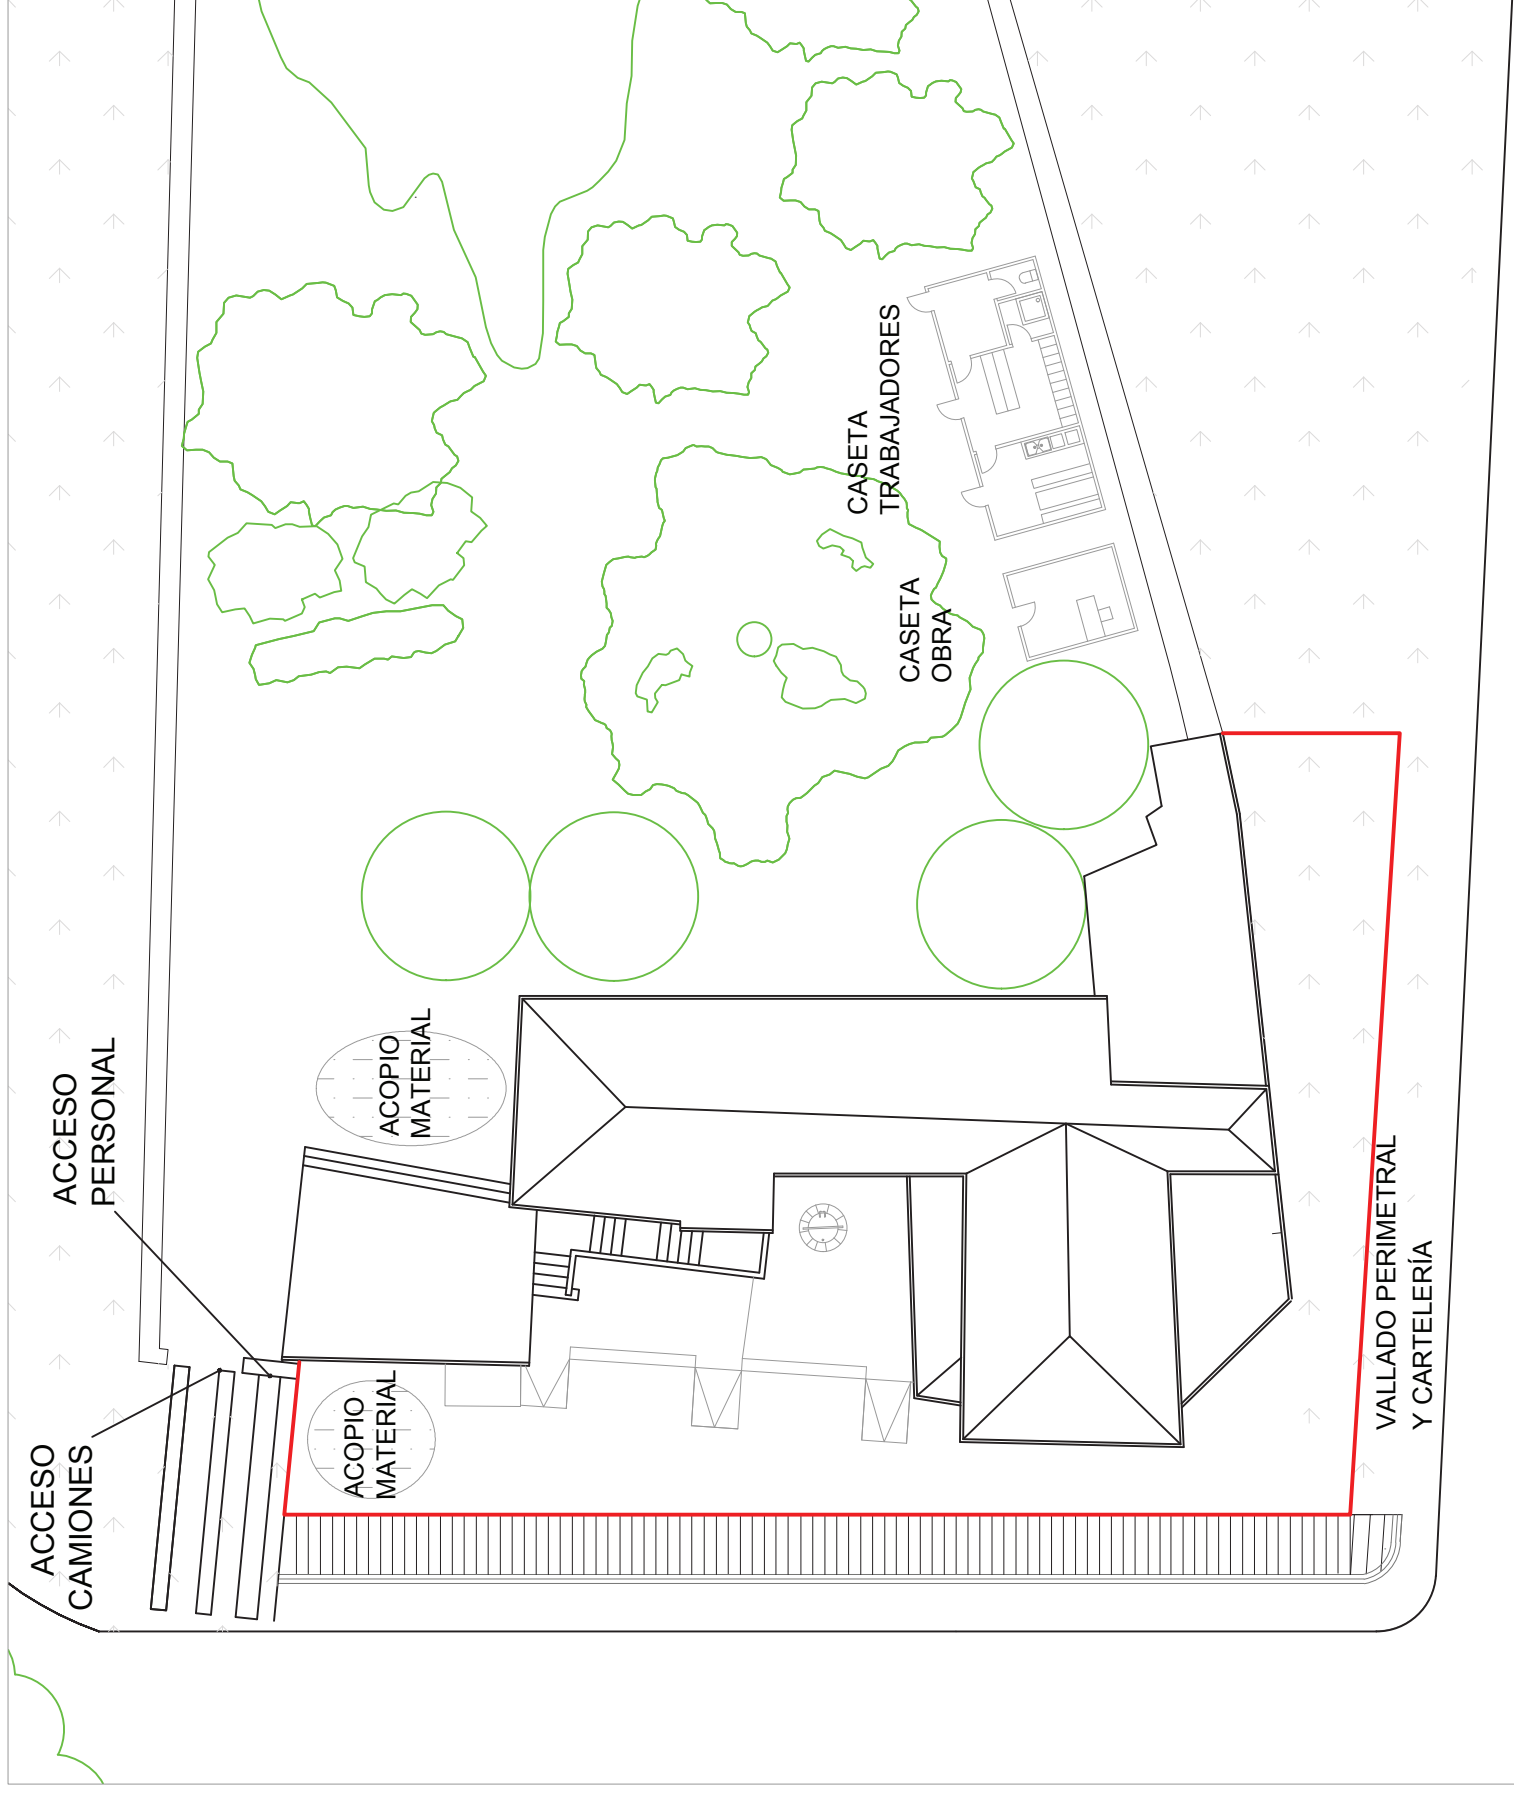 ACCESO
CAMIONES
ACCESO
PERSONAL
ACOPIO
MATERIAL
ACOPIO
MATERIAL
CASETA
TRABAJADORES
CASETA
OBRA
VALLADO PERIMETRAL
Y CARTELERÍA